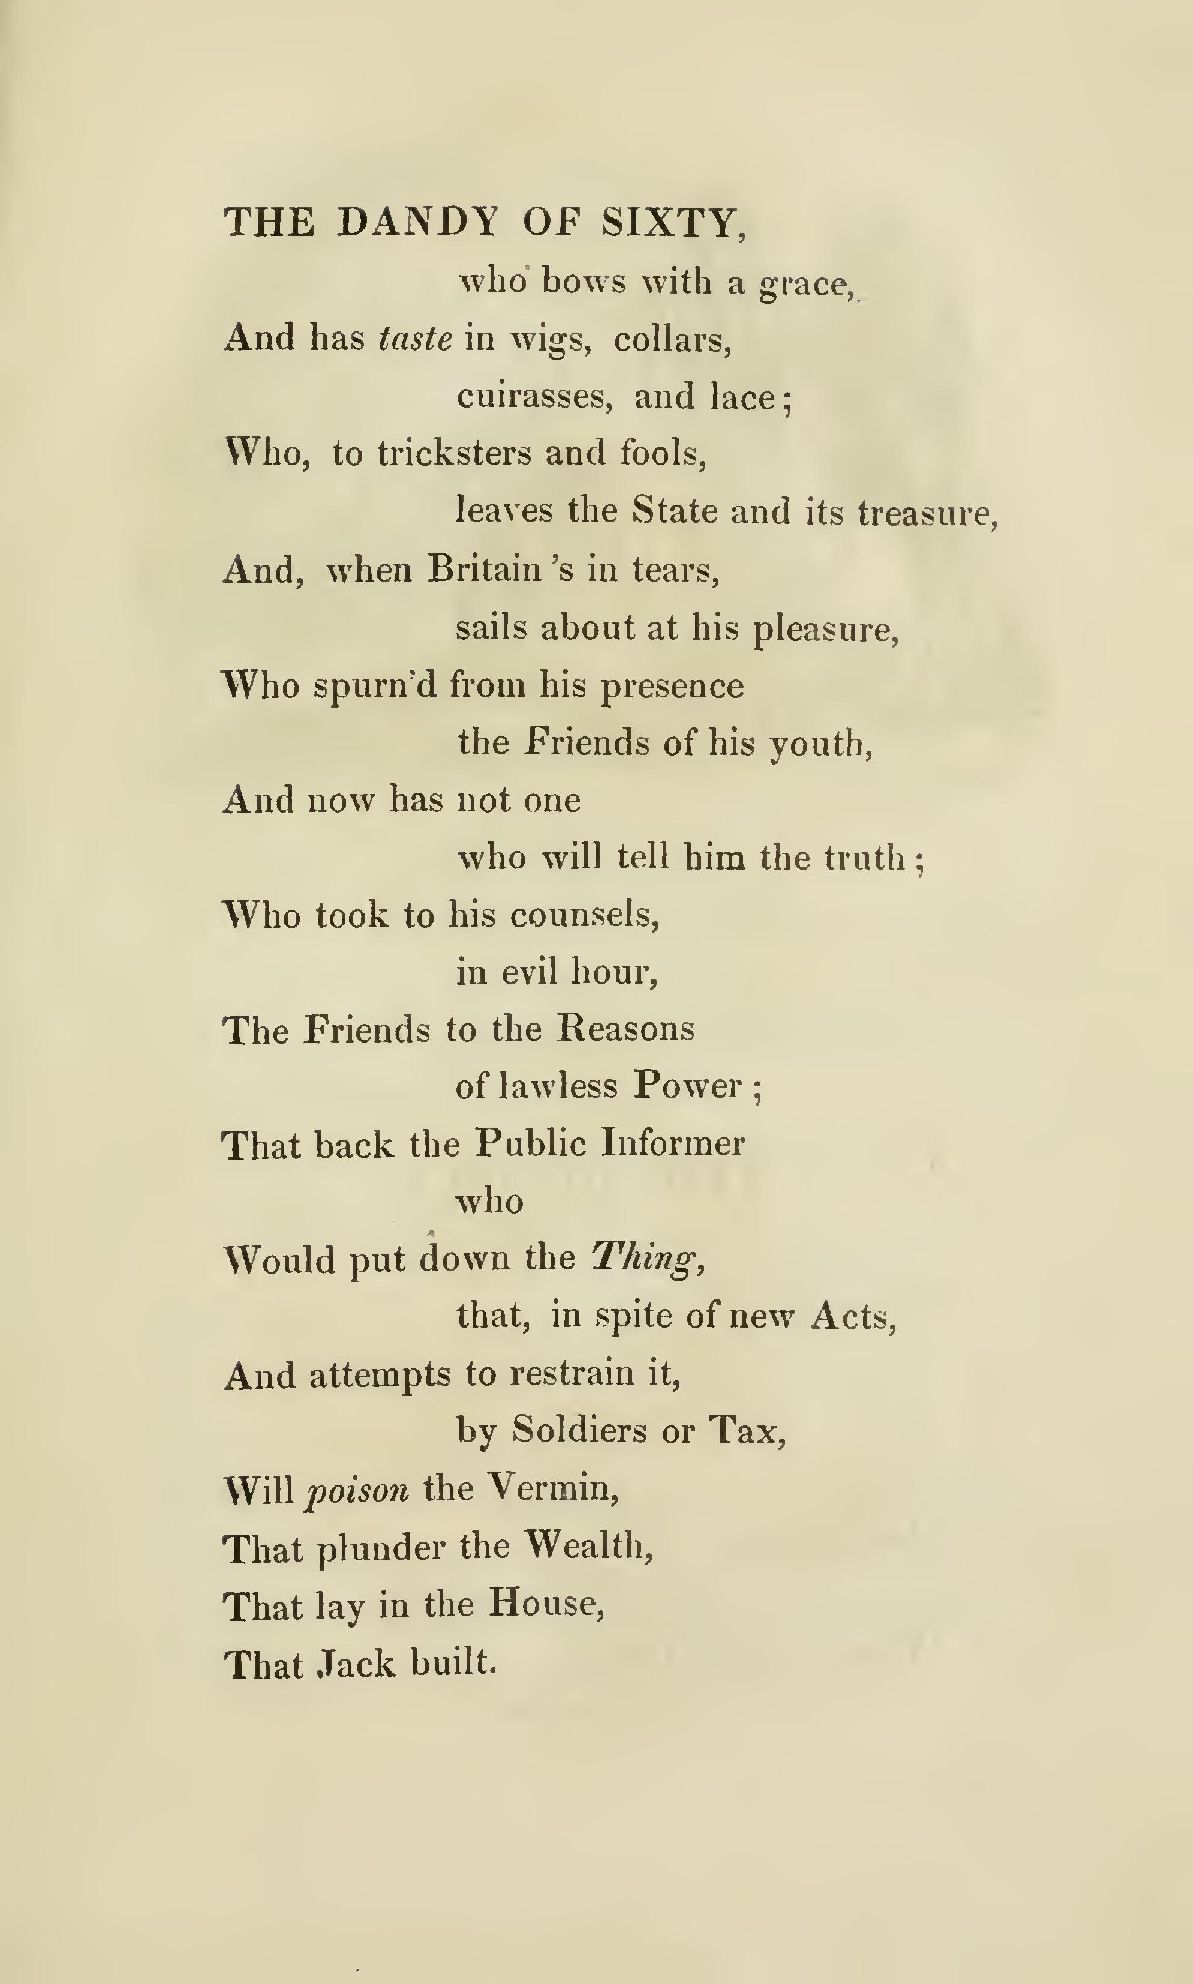 THE DANDY OF SIXTY,
who bows with a grace,
And has taste in wigs, collars,
cuirasses, and lace;
Who, to tricksters and fools,
leaves the State and its treasure,
And, when Britain 's in tears,
sails about at his pleasure,
Who spurn'd from his presence
the Friends of his youth,
And now has not one
who will tell him the truth;
Who took to his counsels,
in evil hour,
The Friends to the Reasons
of lawless Power;
That back the Public Informer
who
Would put down the Thing,
that, in spite of new Acts,
And attempts to restrain it,
by Soldiers or Tax,
Will poison the Vermin,
That plunder the Wealth,
That lay in the House,
That Jack built.